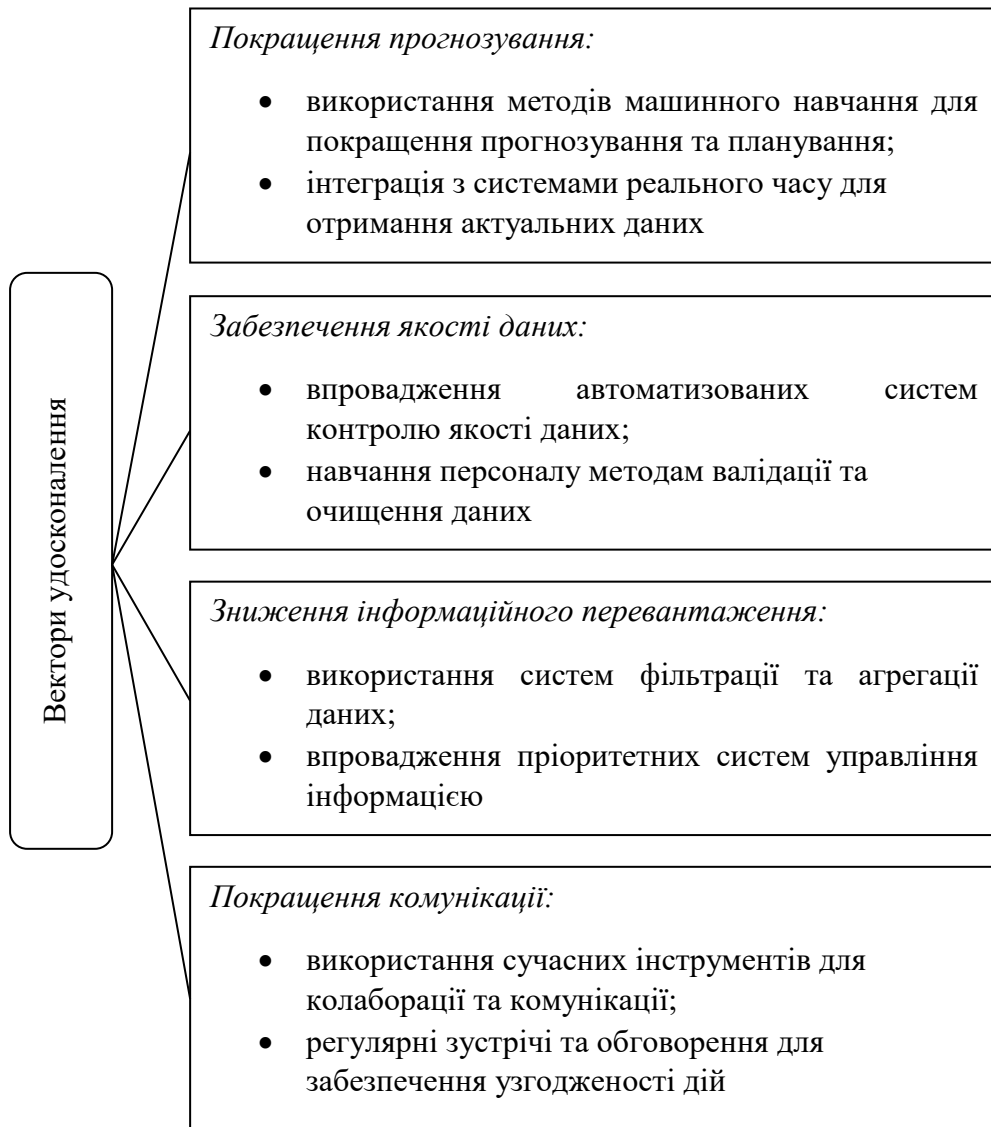 Вектори удосконалення
Покращення прогнозування:
• використання методів машинного навчання для
покращення прогнозування та планування;
• інтеграція з системами реального часу для
отримання актуальних даних
Забезпечення якості даних:
• впровадження автоматизованих систем
контролю якості даних;
• навчання персоналу методам валідації та
очищення даних
Зниження інформаційного перевантаження:
• використання систем фільтрації та агрегації
даних;
• впровадження пріоритетних систем управління
інформацією
Покращення комунікації:
• використання сучасних інструментів для
колаборації та комунікації;
• регулярні зустрічі та обговорення для
забезпечення узгодженості дій